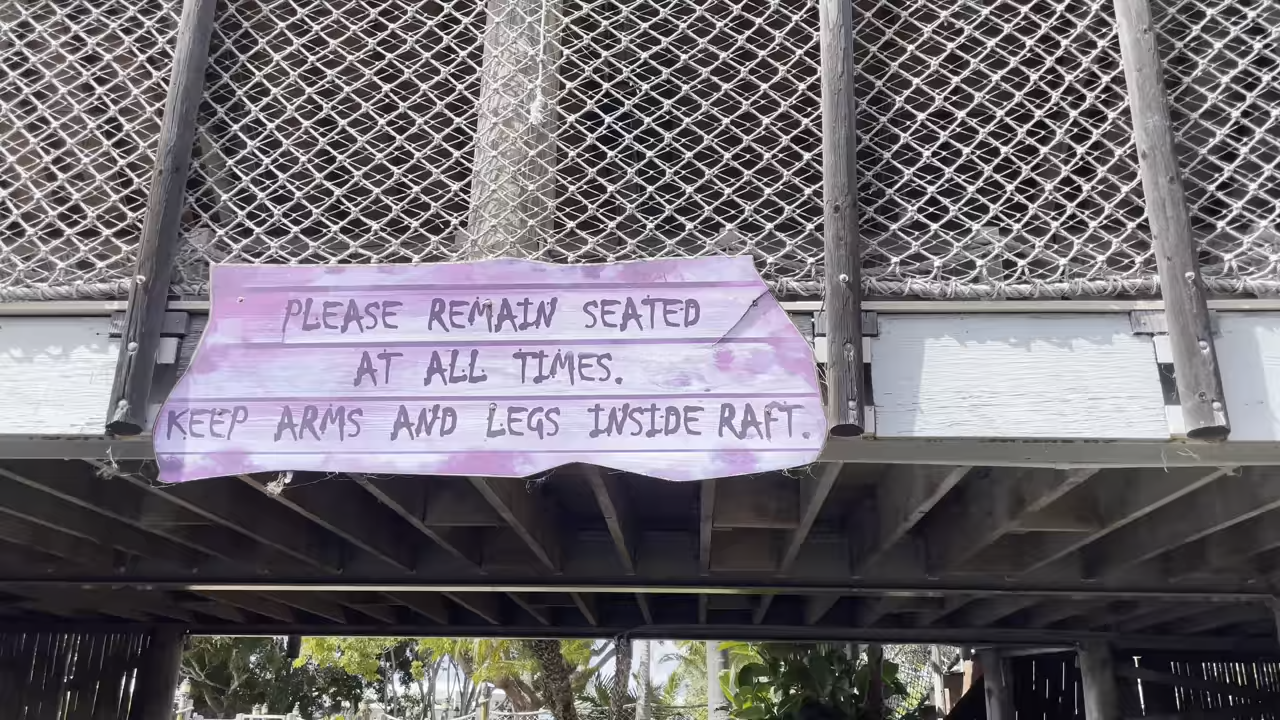 PLEASE REMAIN SEATED
AT ALL TIMES.
KEEP ARMS AND LEGS INSIDE RAFT.